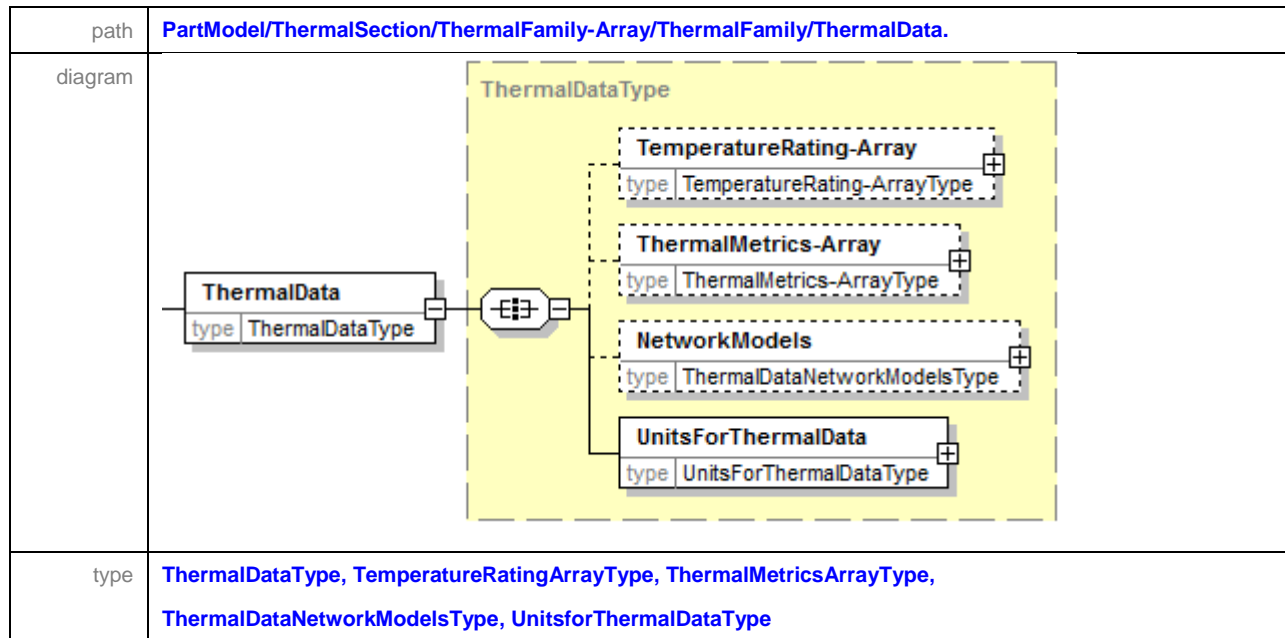 path
PartModel/ThermalSection/ThermalFamily-Array/ThermalFamily/ThermalData.
diagram
ThermalDataType
TemperatureRating-Array
type TemperatureRating-ArrayType
ThermalMetrics-Array
type ThermalMetrics-ArrayType
ThermalData
type ThermalDataType
NetworkModels
type ThermalDataNetworkModelsType
UnitsForThermalData
type UnitsForThermalDataType
type
ThermalDataType, TemperatureRatingArrayType, ThermalMetricsArrayType,
ThermalDataNetworkModelsType, UnitsforThermalDataType